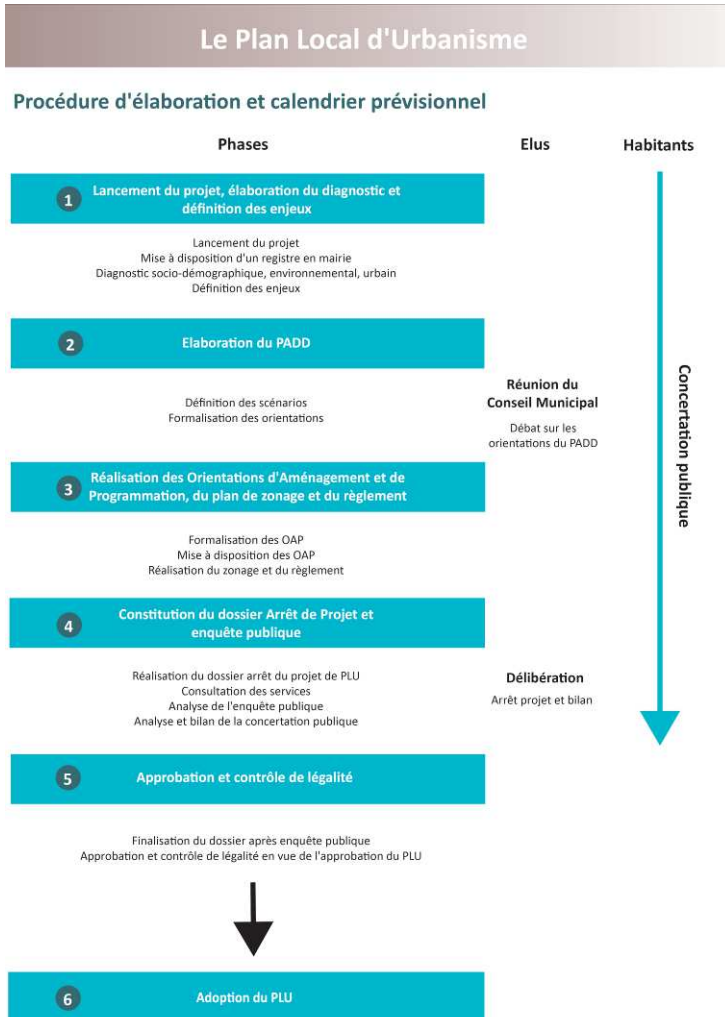 Le Plan Local d'Urbanisme
Procédure d'élaboration et calendrier prévisionnel
Phases
Elus
Habitants
1
Lancement du projet, élaboration du diagnostic et
définition des enjeux
Lancement du projet
Mise à disposition d'un registre en mairie
Diagnostic socio-démographique, environnemental, urbain
Définition des enjeux
2
Elaboration du PADD
Définition des scénarios
Formalisation des orientations
Réunion du
Conseil Municipal
Débat sur les
orientations du PADD
Concertation publique
3
Réalisation des Orientations d'Aménagement et de
Programmation, du plan de zonage et du règlement
Formalisation des OAP
Mise à disposition des OAP
Réalisation du zonage et du règlement
4
Constitution du dossier Arrêt de Projet et
enquête publique
Réalisation du dossier arrêt du projet de PLU
Consultation des services
Analyse de l'enquête publique
Analyse et bilan de la concertation publique
Délibération
Arrêt projet et bilan
5
Approbation et contrôle de légalité
Finalisation du dossier après enquête publique
Approbation et contrôle de légalité en vue de l'approbation du PLU
6
Adoption du PLU